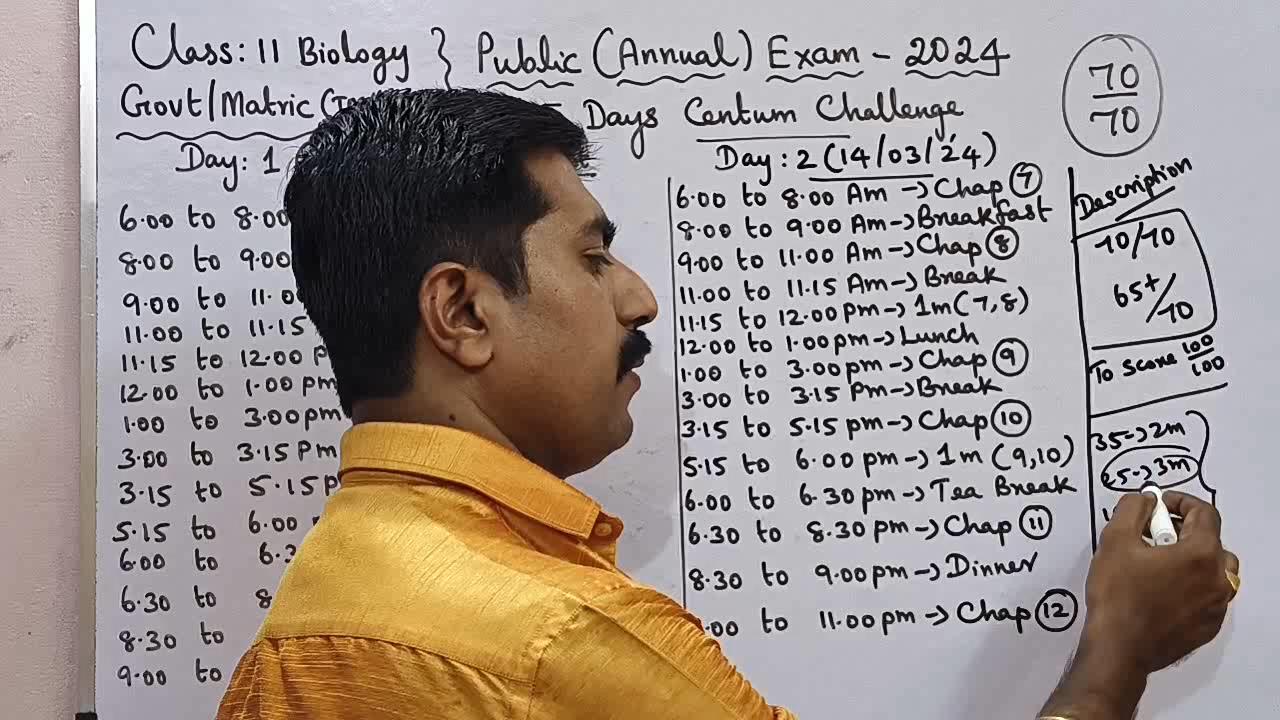 Class: 11 Biology } Public (Annual) Exam - 2024
Govt/Matric
Days Centum Challenge
70
70
Day: 1
6.00 to 8.00
8.00 to 9.00
9.00 to
11.00 to 11.15
11.15 to 12.00
12.00 to 1.00 pm
1.00 to 3.00 pm
3.00 to 3.15 Pm
3.15 to 5.15 p
5.15 to 6.00
6.00 to
6.30 to 8
8.30 to
9.00 to
Day: 2 (14/03/24)
6.00 to 8.00 Am -> Chap 7
8.00 to 9.00 Am -> Breakfast
9.00 to 11.00 Am -> Chap 8
11.00 to 11.15 Am -> Break
11.15 to 12.00 pm -> 1m (7,8)
12.00 to 1.00 pm -> Lunch
1.00 to 3.00 pm -> Chap 9
3.00 to 3.15 Pm -> Break
3.15 to 5.15 pm -> Chap 10
5.15 to 6.00 pm -> 1m (9,10)
6.00 to 6.30 pm -> Tea Break
6.30 to 8.30 pm -> Chap 11
8.30 to 9.00 pm -> Dinner
.00 to 11.00 pm -> Chap 12
Description
70/70
65+/70
To Score 100/100
35 -> 2m
25 -> 3m